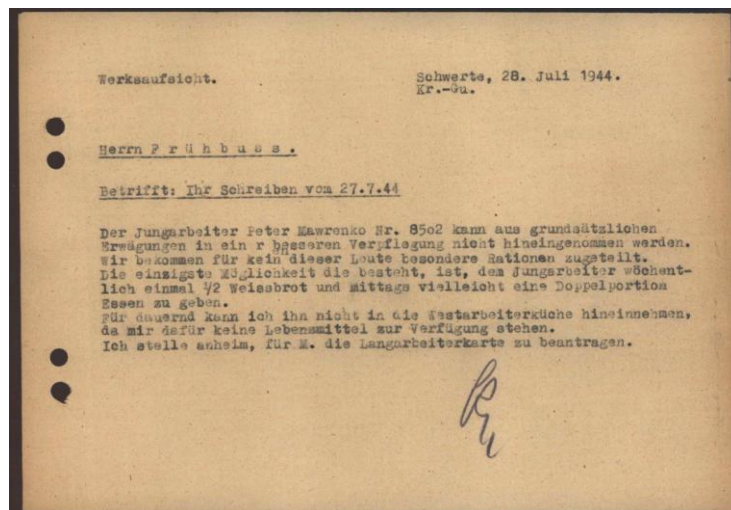 Werksaufsicht.
Schwerte, 28. Juli 1944.
Kr.-Gu.
Herrn F r ü h b u s s .
Betrifft: Ihr Schreiben vom 27.7.44
Der Jungarbeiter Peter Mawrenko Nr. 85o2 kann aus grundsätzlichen
Erwägungen in ein r besseren Verpflegung nicht hineingenommen werden.
Wir bekommen für keinen dieser Leute besondere Rationen zugeteilt.
Die einzigste Möglichkeit die besteht, ist, dem Jungarbeiter wöchent-
lich einmal 1/2 Weissbrot und mittags vielleicht eine Doppelportion
Essen zu geben.
Für dauernd kann ich ihn nicht in die Westarbeiterküche hineinnehmen,
da mir dafür keine Lebensmittel zur Verfügung stehen.
Ich stelle anheim, für M. die Langarbeiterkarte zu beantragen.